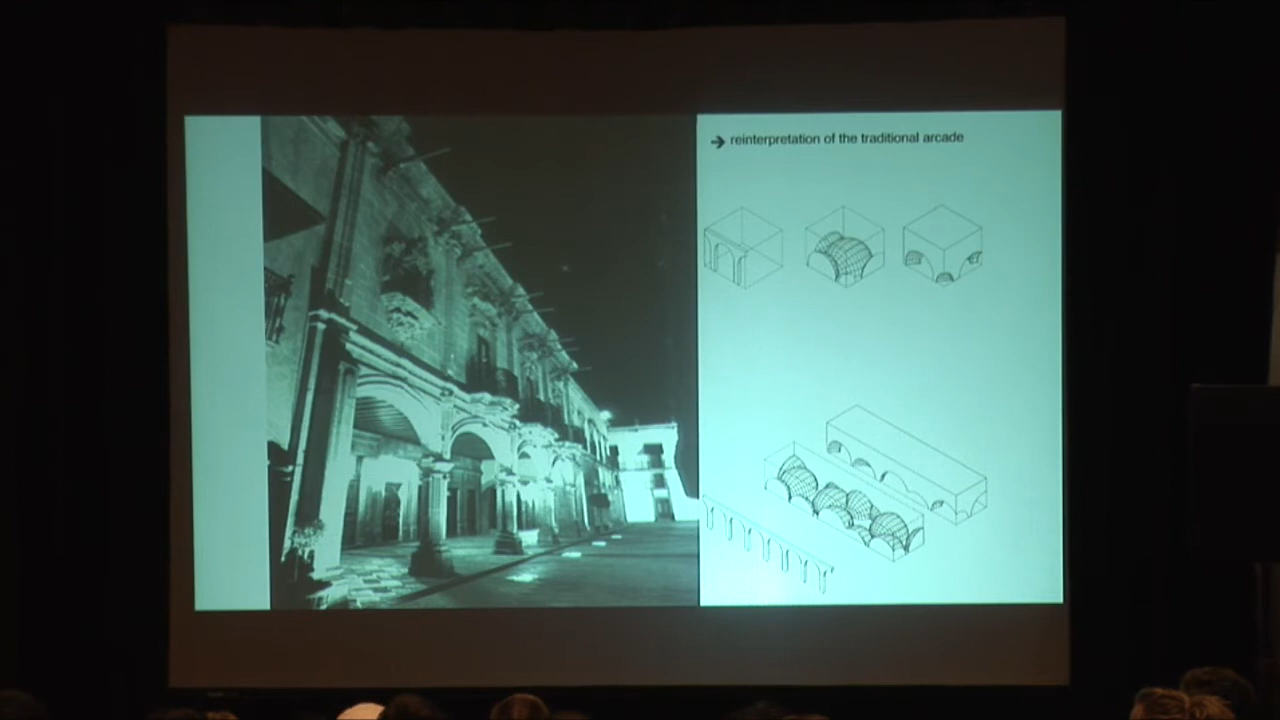 → reinterpretation of the traditional arcade